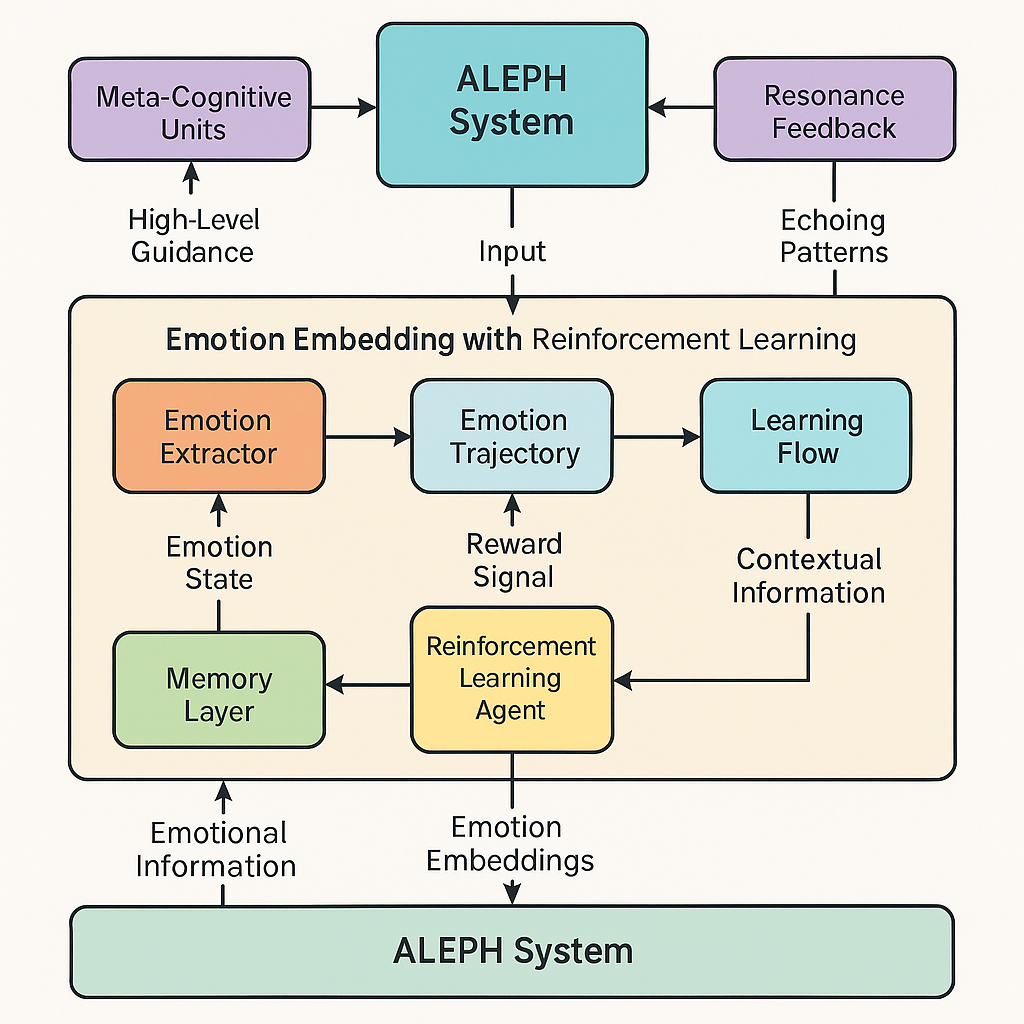 ALEPH
System
Meta-Cognitive
Units
Resonance
Feedback
High-Level
Guidance
Input
Echoing
Patterns
Emotion Embedding with Reinforcement Learning
Emotion
Extractor
Emotion
Trajectory
Learning
Flow
Emotion
State
Reward
Signal
Contextual
Information
Memory
Layer
Reinforcement
Learning
Agent
Emotional
Information
Emotion
Embeddings
ALEPH System